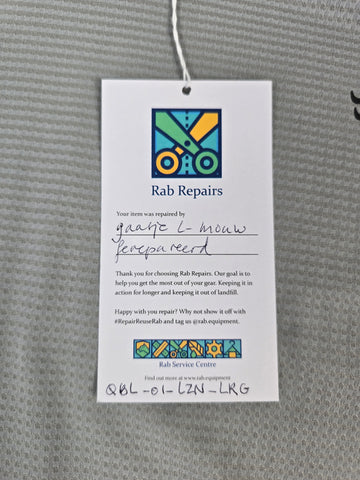 Rab Repairs
Your item was repaired by
gaatje L-mouw
gerepareerd
Thank you for choosing Rab Repairs. Our goal is to
help you get the most out of your gear. Keeping it in
action for longer and keeping it out of landfill.
Happy with you repair? Why not show it off with
#RepairReuseRab and tag us @rab.equipment.
Rab Service Centre
Find out more at www.rab.equipment
QBL-01-LZN-LRG